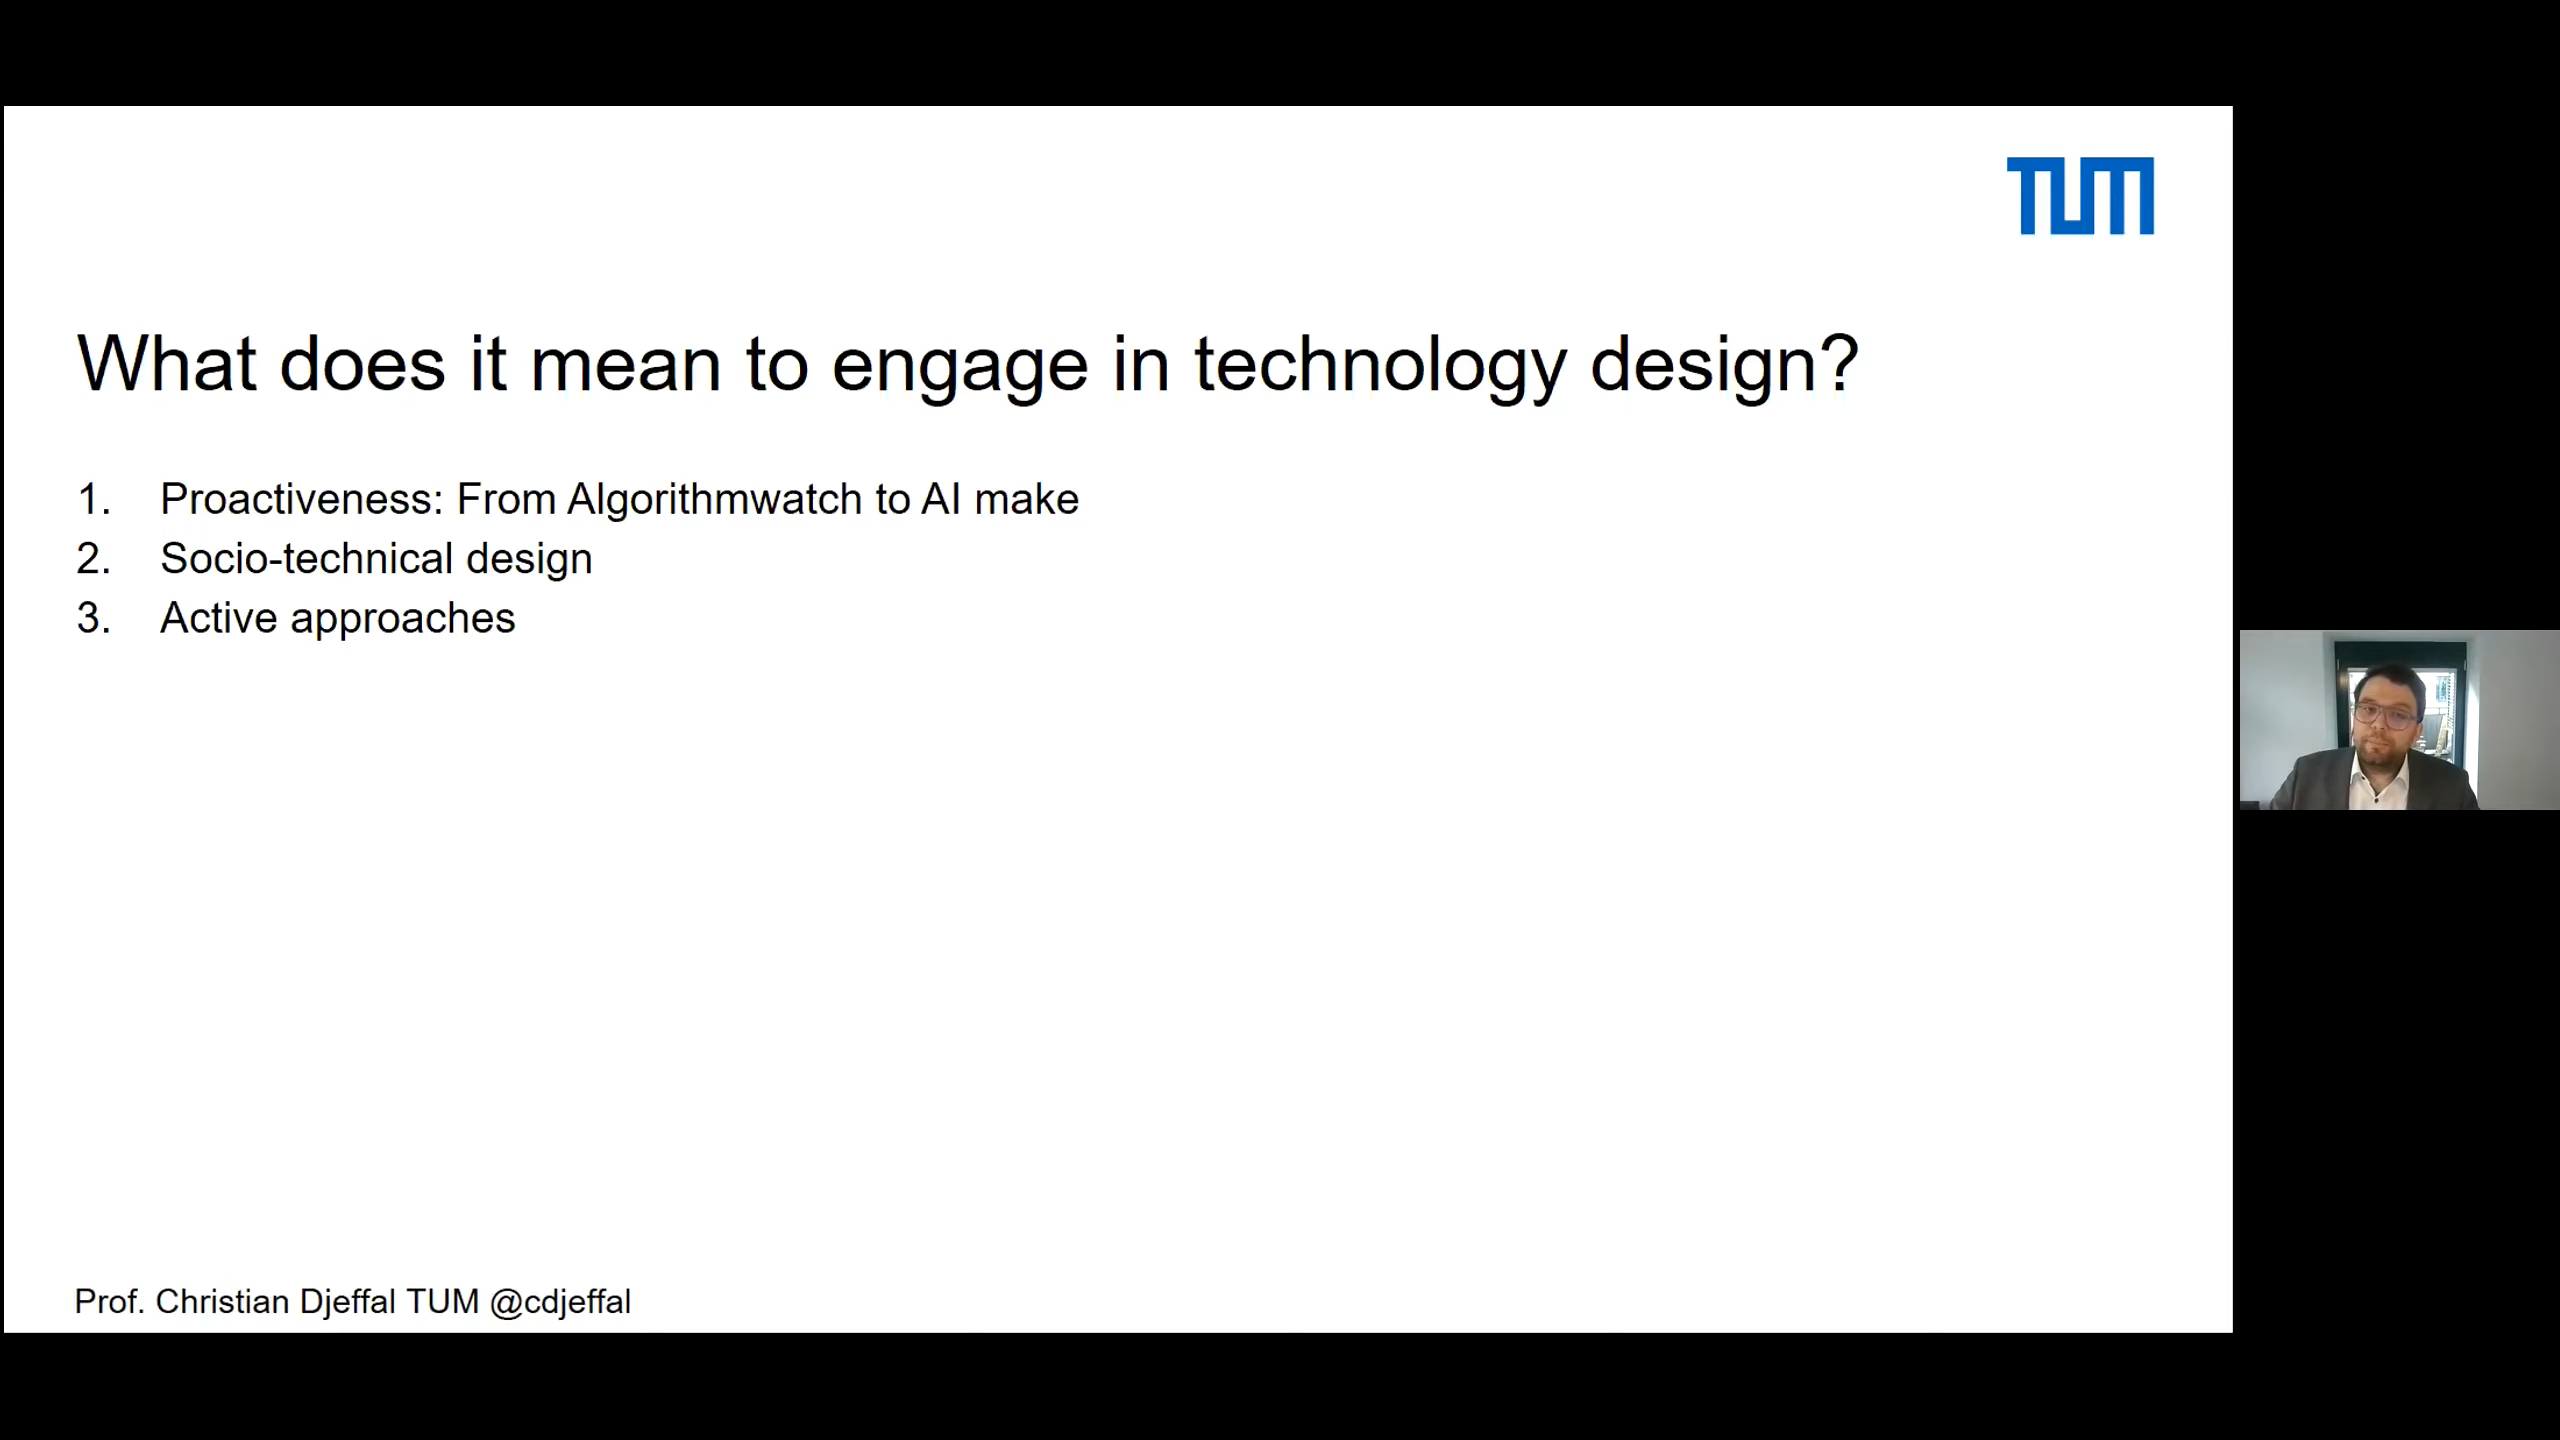 TUM
What does it mean to engage in technology design?
1. Proactiveness: From Algorithmwatch to AI make
2. Socio-technical design
3. Active approaches
Prof. Christian Djeffal TUM @cdjeffal